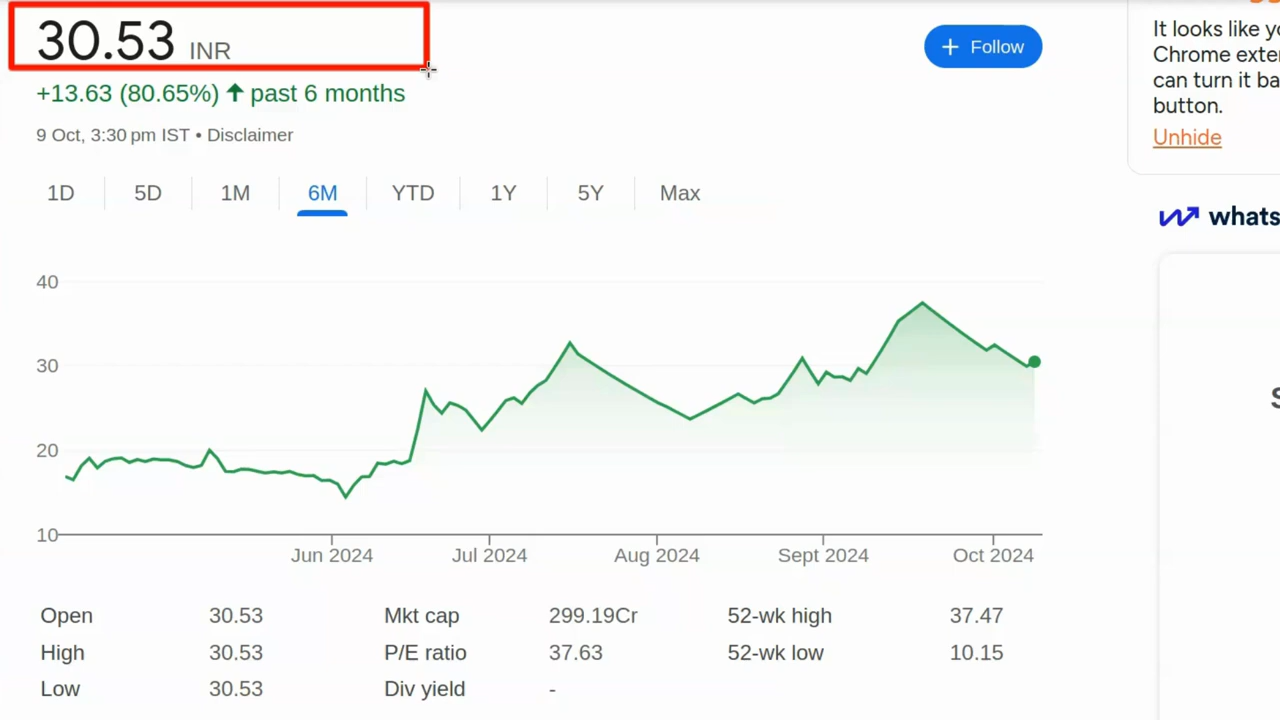 30.53 INR
+ Follow
+13.63 (80.65%) ↑ past 6 months
9 Oct, 3:30 pm IST • Disclaimer
1D 5D 1M 6M YTD 1Y 5Y Max
40
30
20
10
Jun 2024 Jul 2024 Aug 2024 Sept 2024 Oct 2024
Open 30.53 Mkt cap 299.19Cr 52-wk high 37.47
High 30.53 P/E ratio 37.63 52-wk low 10.15
Low 30.53 Div yield -
It looks like
Chrome
can turn it
button.
Unhide
whats